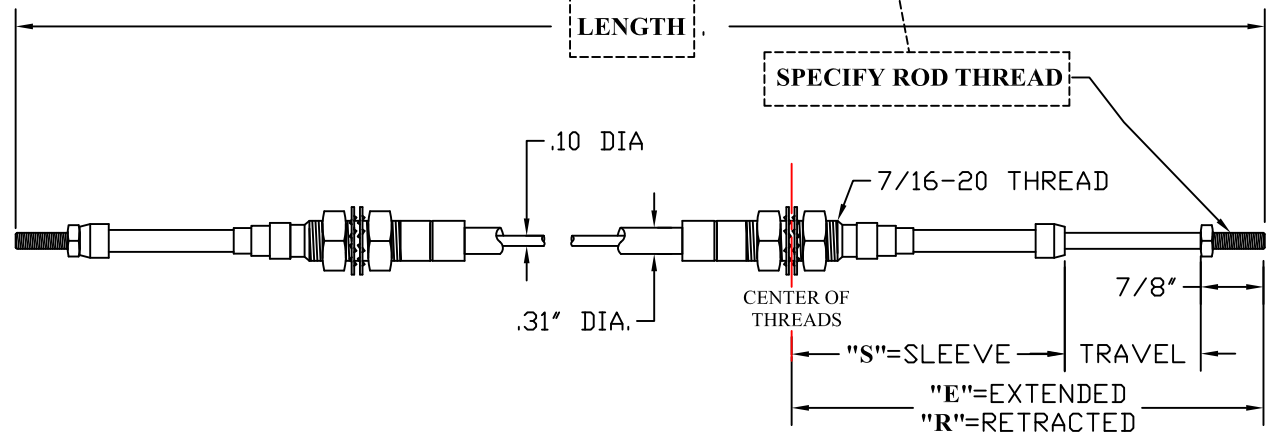 LENGTH .
SPECIFY ROD THREAD
.10 DIA
7/16-20 THREAD
7/8"
.31" DIA.
CENTER OF
THREADS
"S"=SLEEVE
TRAVEL
"E"=EXTENDED
"R"=RETRACTED